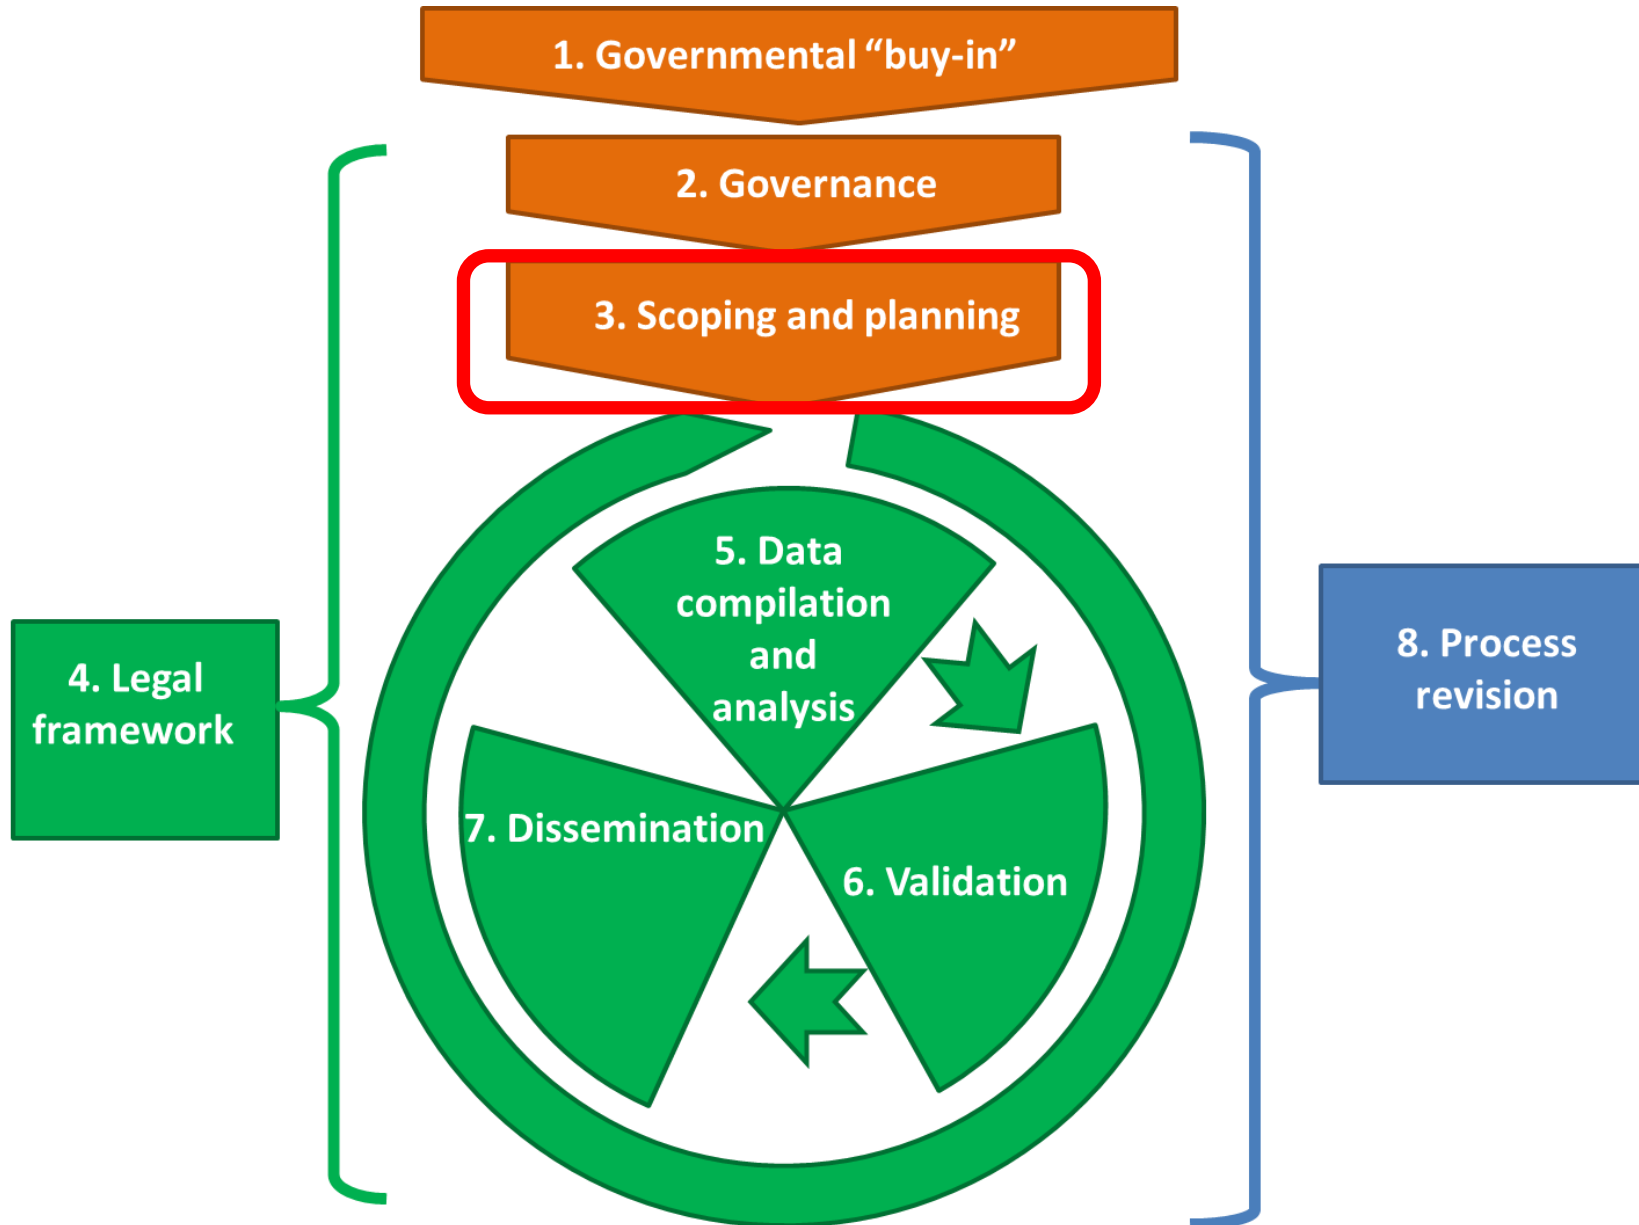 1. Governmental “buy-in”
2. Governance
3. Scoping and planning
4. Legal
framework
5. Data
compilation
and
analysis
6. Validation
7. Dissemination
8. Process
revision